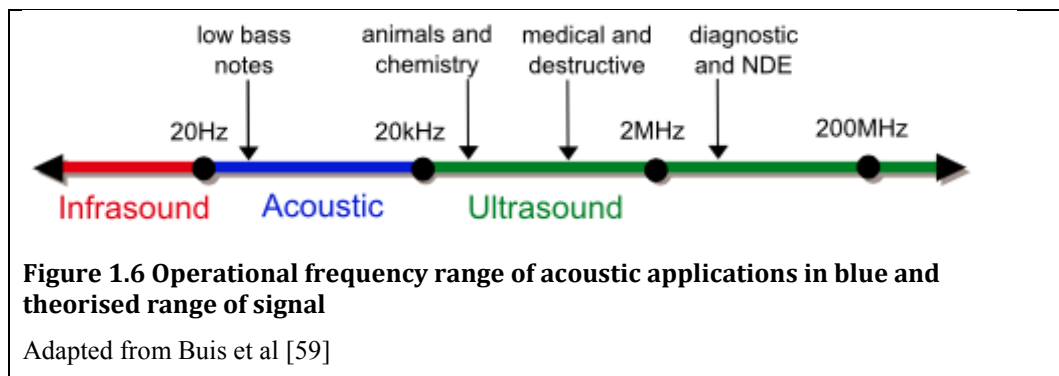 low bass
notes
animals and
chemistry
medical and
destructive
diagnostic
and NDE
20Hz
20kHz
2MHz
200MHz
Infrasound
Acoustic
Ultrasound
Figure 1.6 Operational frequency range of acoustic applications in blue and
theorised range of signal
Adapted from Buis et al [59]